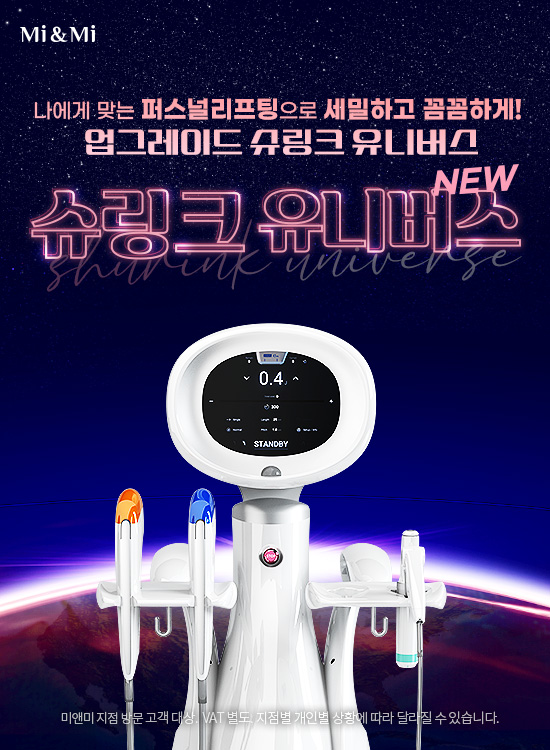 Mi&Mi
나에게 맞는 퍼스널리프팅으로 세밀하고 꼼꼼하게!
업그레이드 슈링크 유니버스
NEW
슈링크 유니버스
shurink universe
0.4
300
STANDBY
미앤미 지점 방문 고객 대상. VAT 별도. 지점별 개인별 상황에 따라 달라질 수 있습니다.